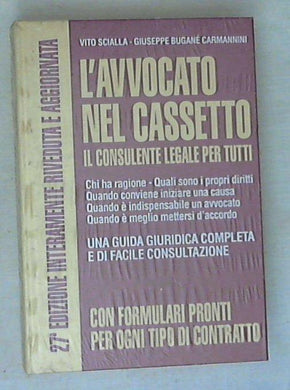 VITO SCIALLA - GIUSEPPE BUGANÈ CARMANNINI
L'AVVOCATO
NEL CASSETTO
IL CONSULENTE LEGALE PER TUTTI
Chi ha ragione - Quali sono i propri diritti
Quando conviene iniziare una causa
Quando è indispensabile un avvocato
Quando è meglio mettersi d'accordo
UNA GUIDA GIURIDICA COMPLETA
E DI FACILE CONSULTAZIONE
CON FORMULARI PRONTI
PER OGNI TIPO DI CONTRATTO
27ª EDIZIONE INTERAMENTE RIVEDUTA E AGGIORNATA